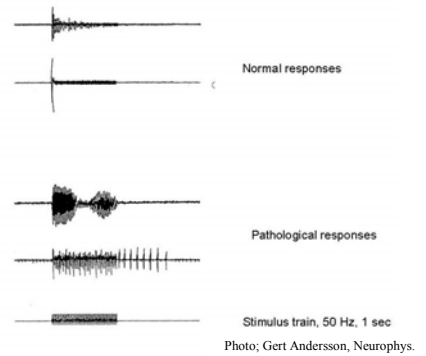 Normal responses
Pathological responses
Stimulus train, 50 Hz, 1 sec
Photo; Gert Andersson, Neurophys.